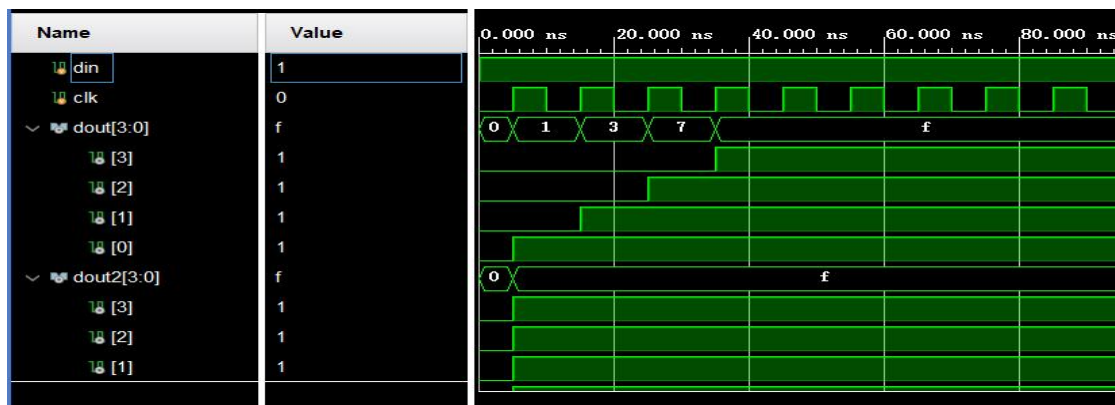 Name Value 0.000 ns 20.000 ns 40.000 ns 60.000 ns 80.000 ns
din 1
clk 0
dout[3:0] f 0 1 3 7 f
[3] 1
[2] 1
[1] 1
[0] 1
dout2[3:0] f 0 f
[3] 1
[2] 1
[1] 1